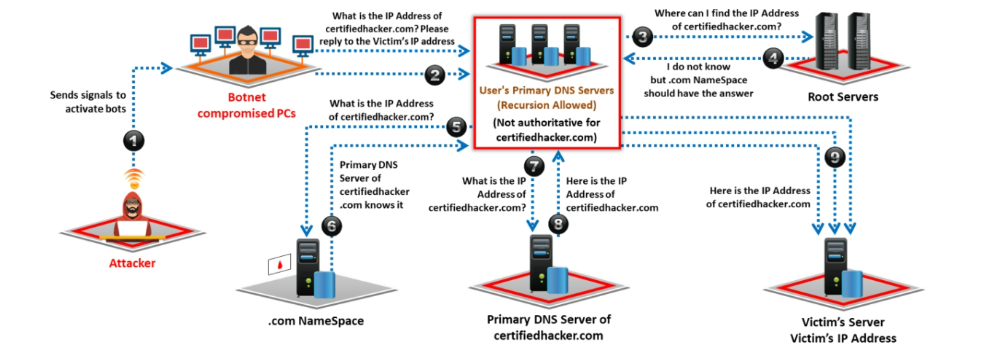 What is the IP Address of
certifiedhacker.com? Please
reply to the Victim's IP address
2
Botnet
compromised PCs
Sends signals to
activate bots
1
Attacker
User's Primary DNS Servers
(Recursion Allowed)
(Not authoritative for
certifiedhacker.com)
Where can I find the IP Address
of certifiedhacker.com?
3
4
I do not know
but .com NameSpace
should have the answer
Root Servers
What is the IP Address
of certifiedhacker.com?
5
Primary DNS
Server of
certifiedhacker
.com knows it
6
.com NameSpace
7
What is the IP
Address of
certifiedhacker.com?
Here is the IP
Address of
certifiedhacker.com
8
Primary DNS Server of
certifiedhacker.com
9
Here is the IP Address
of certifiedhacker.com
Victim's Server
Victim's IP Address